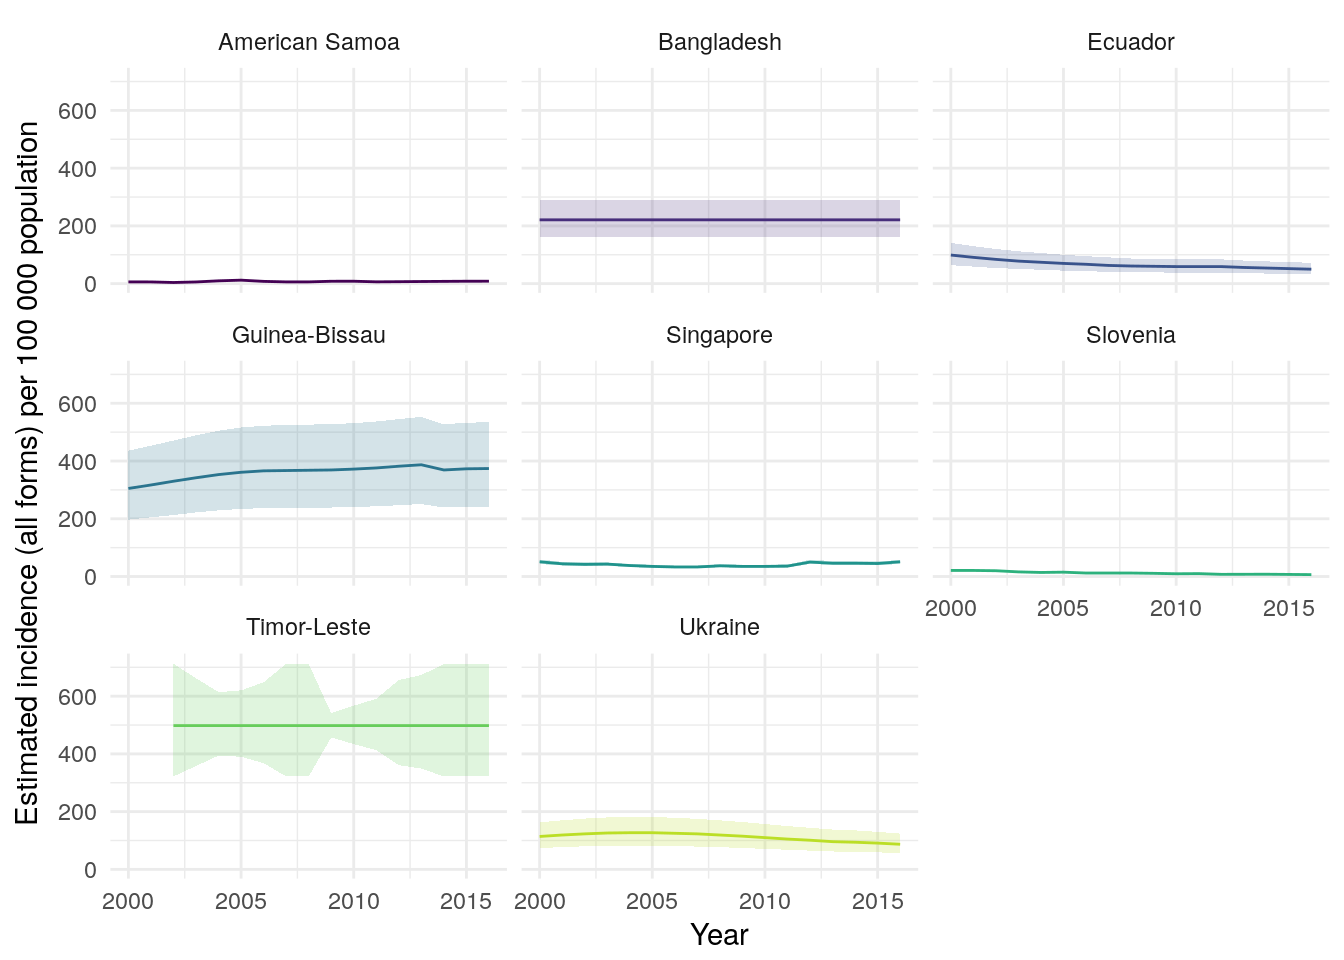 American Samoa
Bangladesh
Ecuador
600
400
200
0
Guinea-Bissau
Singapore
Slovenia
600
400
200
0
2000 2005 2010 2015
Timor-Leste
Ukraine
600
400
200
0
2000 2005 2010 2015
2000 2005 2010 2015
Year
Estimated incidence (all forms) per 100 000 population